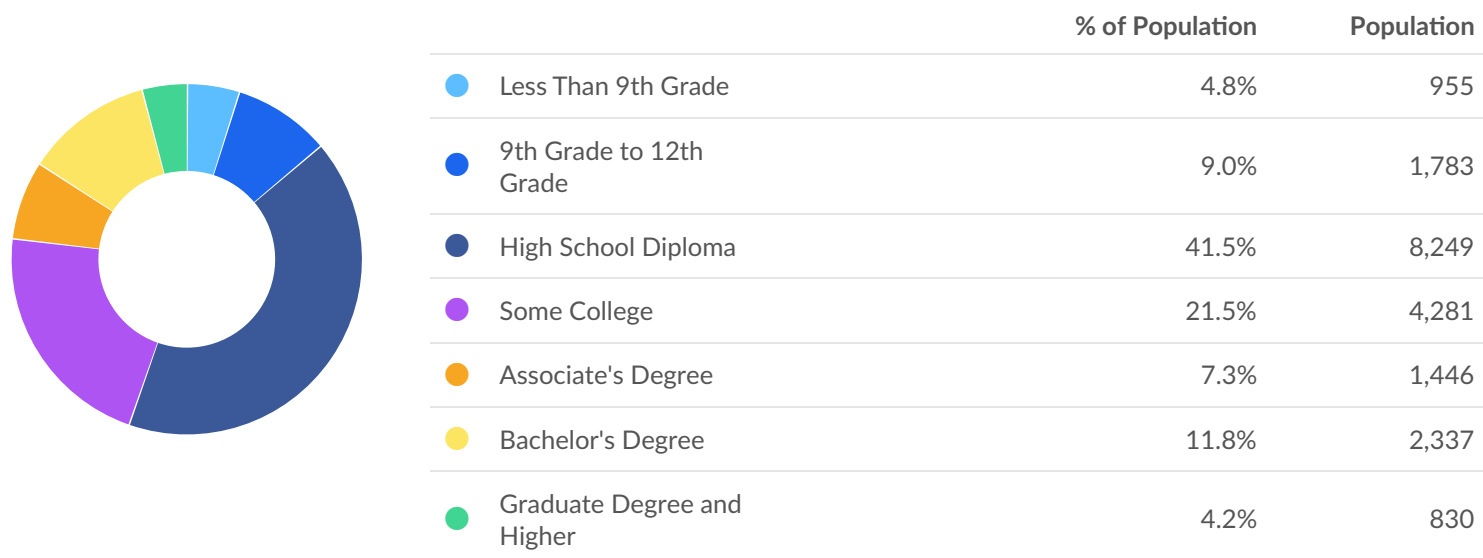 % of Population Population
Less Than 9th Grade 4.8% 955
9th Grade to 12th
Grade 9.0% 1,783
High School Diploma 41.5% 8,249
Some College 21.5% 4,281
Associate's Degree 7.3% 1,446
Bachelor's Degree 11.8% 2,337
Graduate Degree and
Higher 4.2% 830